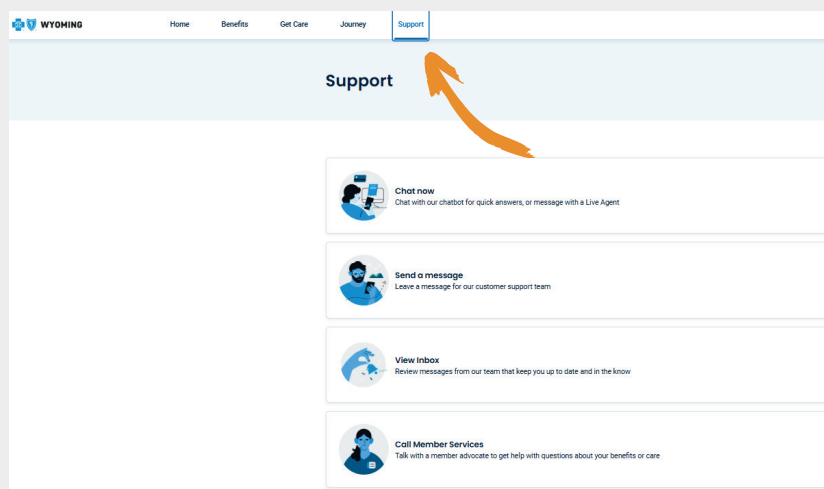 WYOMING
Home Benefits Get Care Journey Support
Support
Chat now
Chat with our chatbot for quick answers, or message with a Live Agent
Send a message
Leave a message for our customer support team
View Inbox
Review messages from our team that keep you up to date and in the know
Call Member Services
Talk with a member advocate to get help with questions about your benefits or care